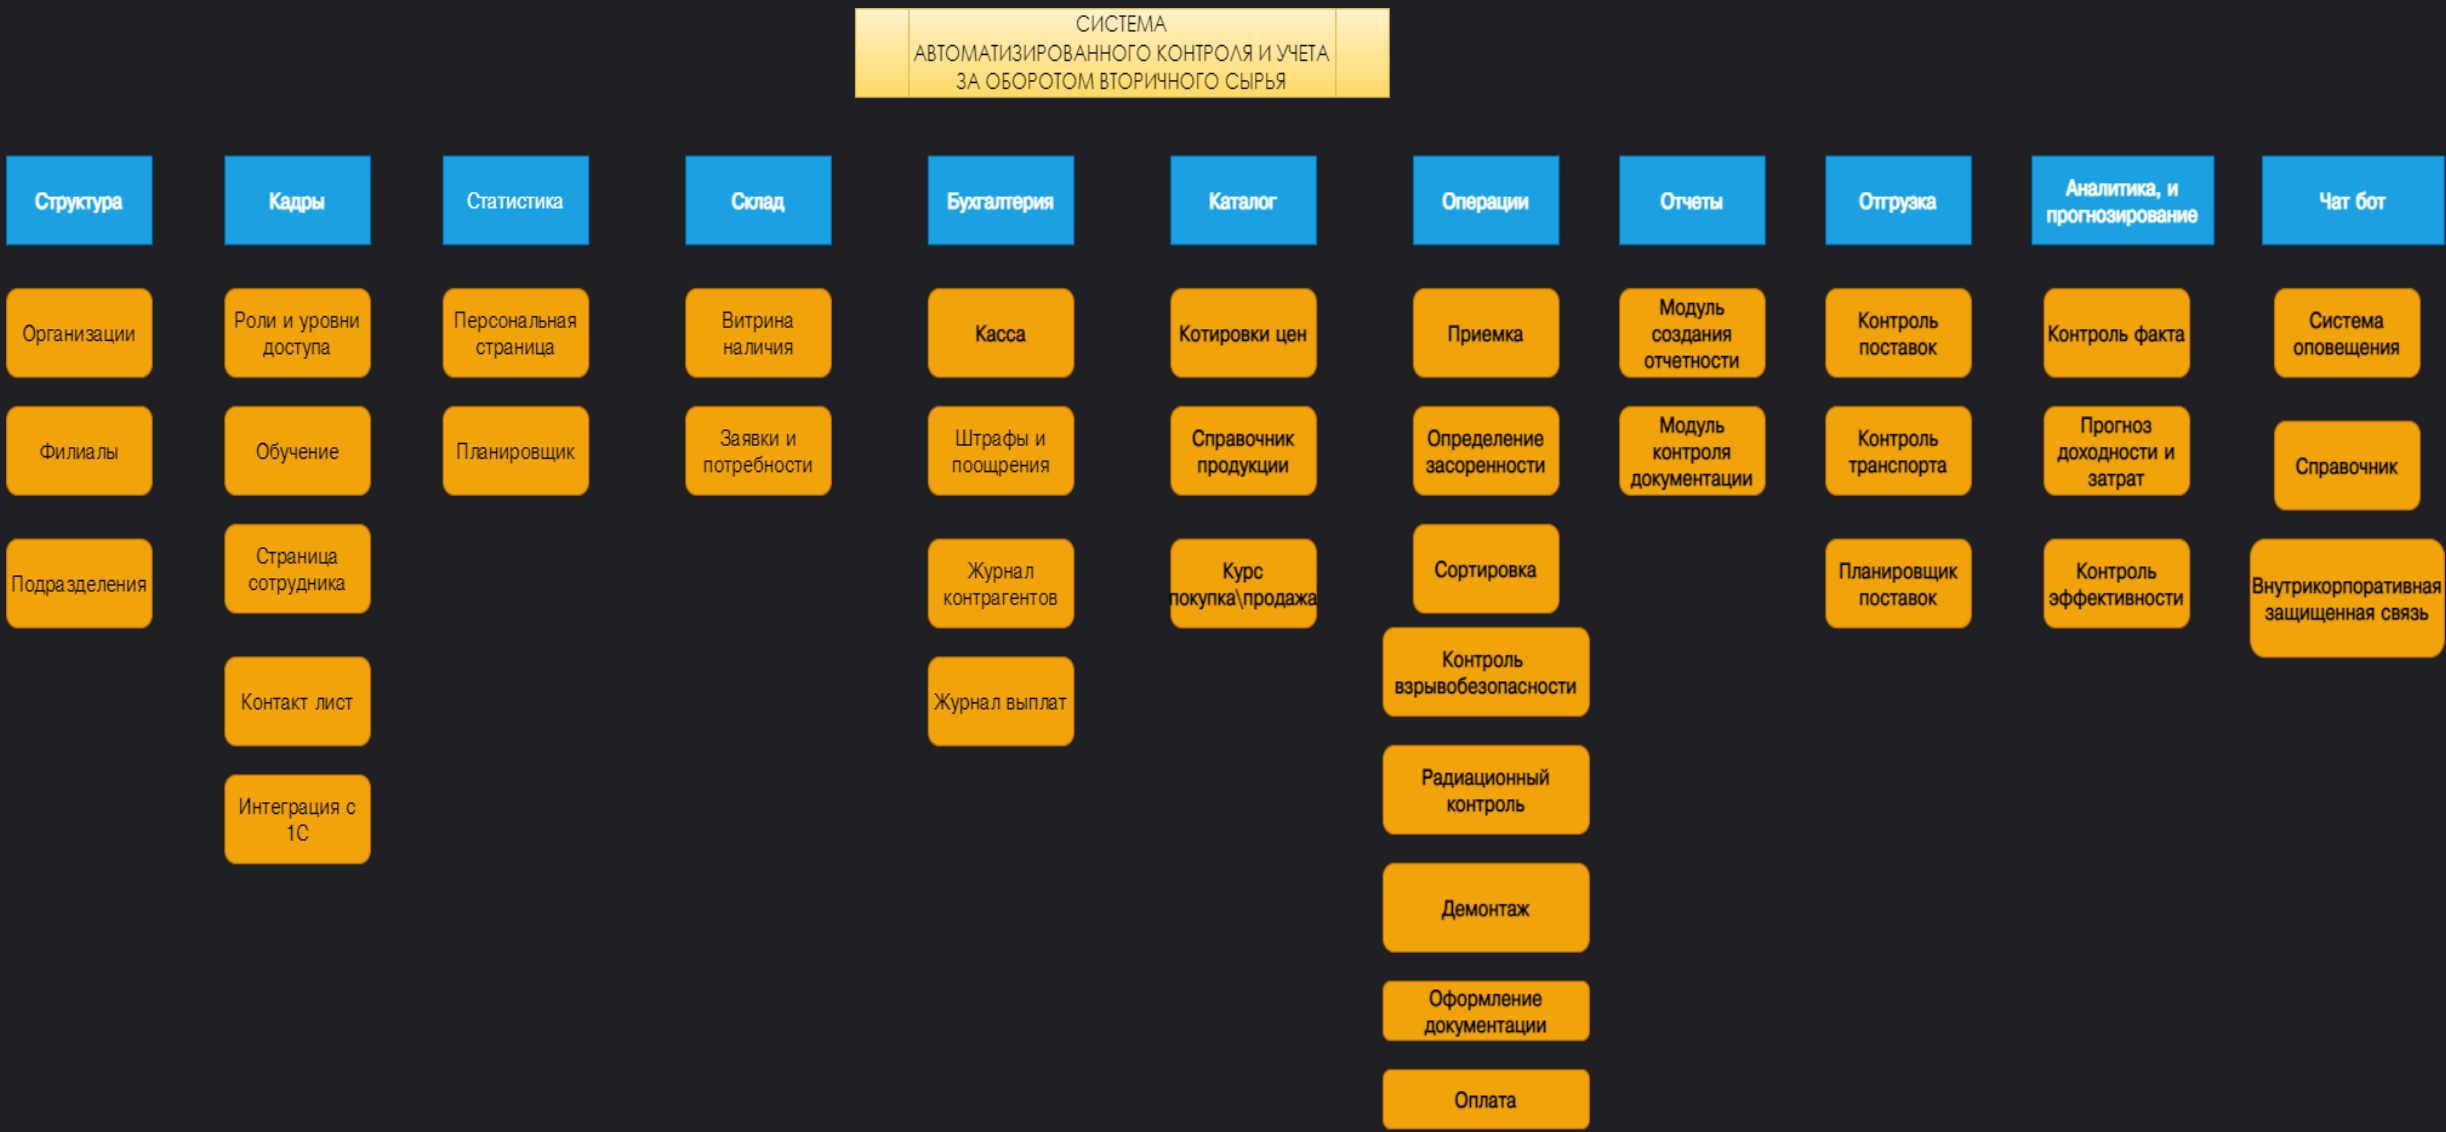 СИСТЕМА
АВТОМАТИЗИРОВАННОГО КОНТРОЛЯ И УЧЕТА
ЗА ОБОРОТОМ ВТОРИЧНОГО СЫРЬЯ
Структура
Организации
Филиалы
Подразделения
Кадры
Роли и уровни
доступа
Обучение
Страница
сотрудника
Контакт лист
Интеграция с
1С
Статистика
Персональная
страница
Планировщик
Склад
Витрина
наличия
Заявки и
потребности
Бухгалтерия
Касса
Штрафы и
поощрения
Журнал
контрагентов
Журнал выплат
Каталог
Котировки цен
Справочник
продукции
Курс
покупка\продажа
Операции
Приемка
Определение
засоренности
Сортировка
Контроль
взрывобезопасности
Радиационный
контроль
Демонтаж
Оформление
документации
Оплата
Отчеты
Модуль
создания
отчетности
Модуль
контроля
документации
Отгрузка
Контроль
поставок
Контроль
транспорта
Планировщик
поставок
Аналитика, и
прогнозирование
Контроль факта
Прогноз
доходности и
затрат
Контроль
эффективности
Чат бот
Система
оповещения
Справочник
Внутрикорпоративная
защищенная связь